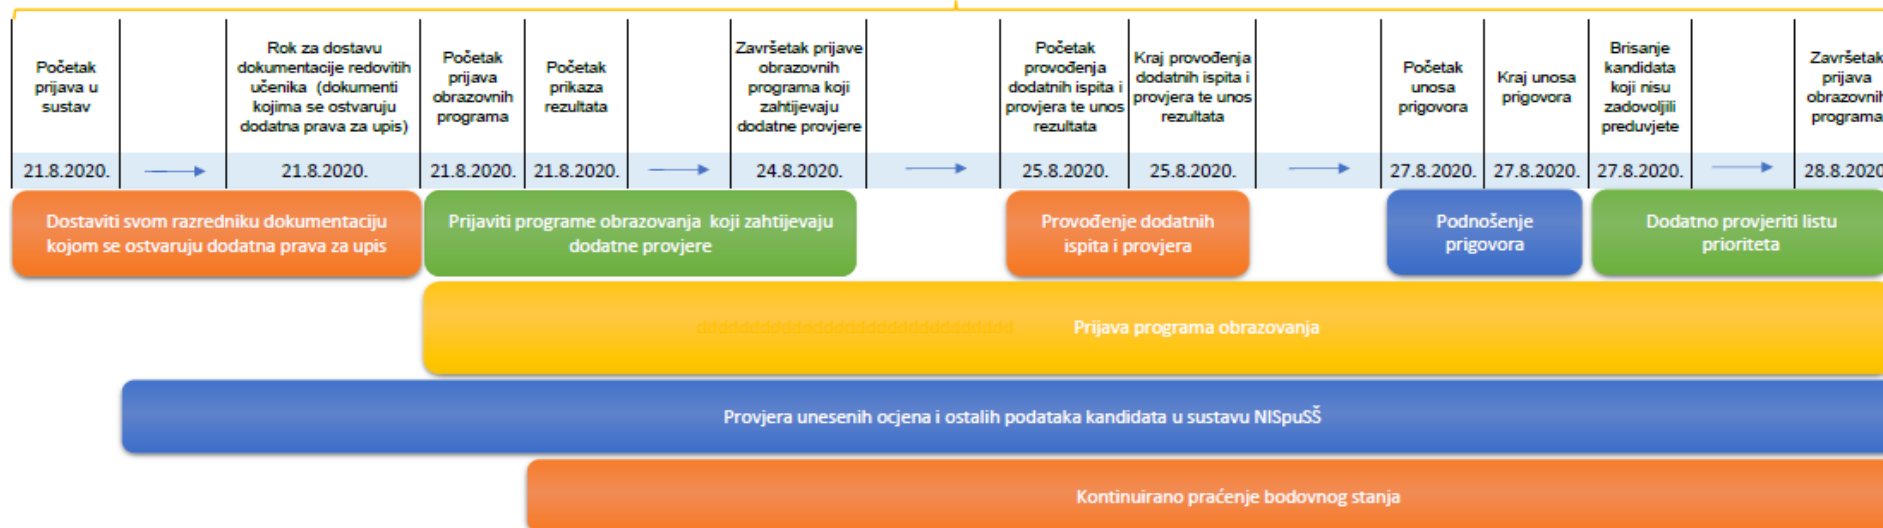 Početak
prijava u
sustav
Rok za dostavu
dokumentacije redovitih
učenika (dokumenti
kojima se ostvaruju
dodatna prava za upis)
Početak
prijava
obrazovnih
programa
Početak
prikaza
rezultata
Završetak prijave
obrazovnih
programa koji
zahtijevaju
dodatne provjere
Početak
provođenja
dodatnih ispita i
provjera te unos
rezultata
Kraj provođenja
dodatnih ispita i
provjera te unos
rezultata
Početak
unosa
prigovora
Kraj unosa
prigovora
Brisanje
kandidata
koji nisu
zadovoljili
preduvjete
Završetak
prijava
obrazovnih
programa
21.8.2020.
21.8.2020.
21.8.2020.
21.8.2020.
24.8.2020.
25.8.2020.
25.8.2020.
27.8.2020.
27.8.2020.
27.8.2020.
28.8.2020
Dostaviti svom razredniku dokumentaciju
kojom se ostvaruju dodatna prava za upis
Prijaviti programe obrazovanja koji zahtijevaju
dodatne provjere
Provođenje dodatnih
ispita i provjera
Podnošenje
prigovora
Dodatno provjeriti listu
prioriteta
dddddddddddddddddddddddddddddd Prijava programa obrazovanja
Provjera unesenih ocjena i ostalih podataka kandidata u sustavu NISpuSŠ
Kontinuirano praćenje bodovnog stanja